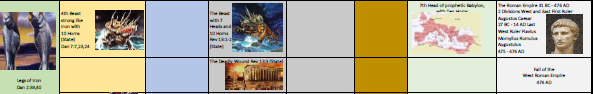 4th Beast
strong like
Iron with
10 Horns
(State)
Dan 7:7,23,24
Legs of Iron
Dan 2:33,40
The Beast
with 7
Heads and
10 Horns
(State)
Rev 13:1-
The Deadly Wound Rev 13:3 (State)
7th Head of prophetic Babylon,
The Roman Empire 31 BC - 476 AD
2 Divisions West and East First Ruler
Augustus Caesar
27 BC - 14 AD Last
West Ruler Flavius
Momyllus Romulus
Augustulus
475 - 476 AD
Fall of the
West Roman Empire
476 AD